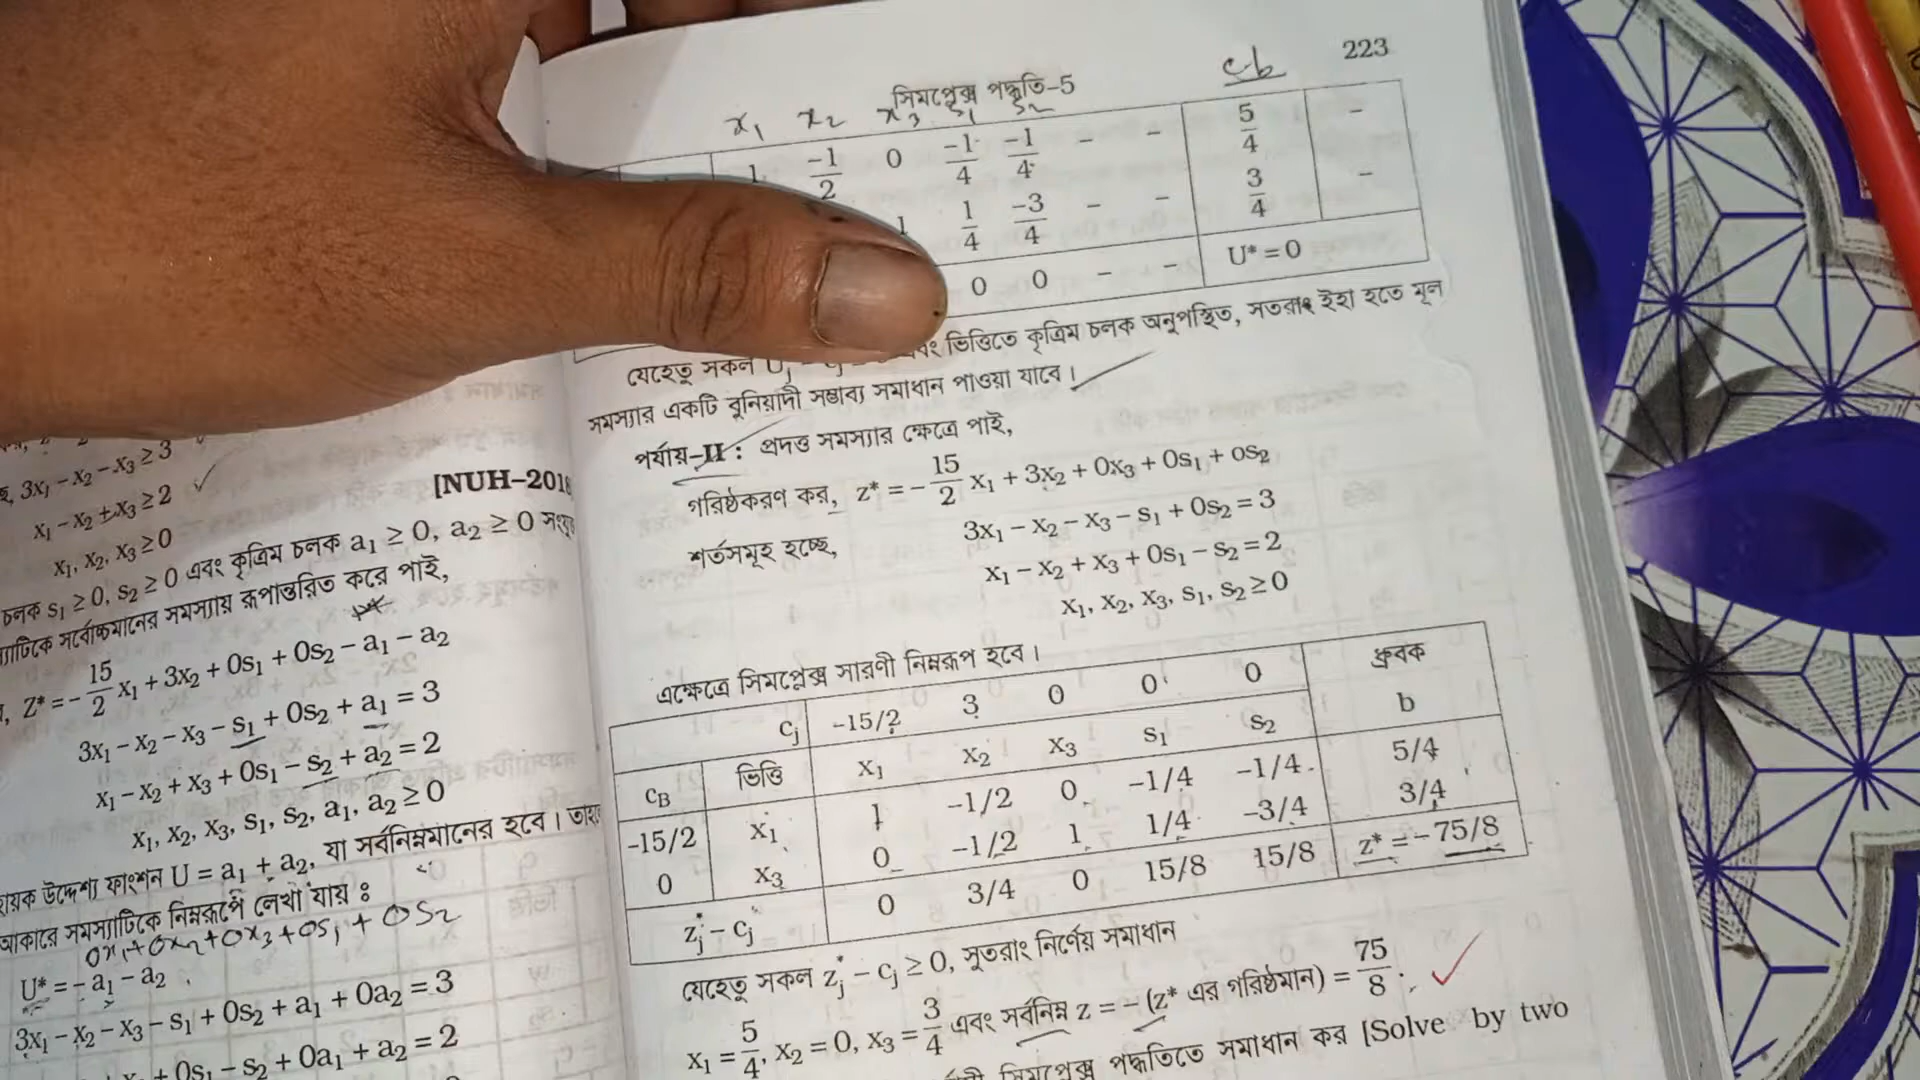 3x₁ – x₂ – x₃ ≥ 3
x₁ – x₂ + x₃ ≥ 2
[NUH–201
x₁, x₂, x₃ ≥ 0
চলক s₁ ≥ 0, s₂ ≥ 0 এবং কৃত্রিম চলক a₁ ≥ 0, a₂ ≥ 0
সর্বোচ্চমানের সমস্যায় রূপান্তরিত করে পাই,
Z* = – 15/2 x₁ + 3x₂ + 0s₁ + 0s₂ – a₁ – a₂
3x₁ – x₂ – x₃ – s₁ + 0s₂ + a₁ = 3
x₁ – x₂ + x₃ + 0s₁ – s₂ + a₂ = 2
x₁, x₂, x₃, s₁, s₂, a₁, a₂ ≥ 0
উদ্দেশ্য ফাংশন U = a₁ + a₂, যা সর্বনিম্নমানের হবে।
আকারে সমস্যাটিকে নিম্নরূপে লেখা যায় ঃ
0x₁ + 0x₂ + 0x₃ + 0s₁ + 0s₂
U* = – a₁ – a₂
3x₁ – x₂ – x₃ – s₁ + 0s₂ + a₁ + 0a₂ = 3
+ 0s₁ – s₂ + 0a₁ + a₂ = 2
সিমপ্লেক্স পদ্ধতি–5 cb 223
x₁ x₂ x₃
1 -1/2 0 -1/4 -1/4 – – 5/4 –
1 1/4 -3/4 – – 3/4 –
0 0 – – U* = 0
যেহেতু সকল ভিত্তিতে কৃত্রিম চলক অনুপস্থিত, সুতরাং ইহা হতে মূল
সমস্যার একটি বুনিয়াদী সম্ভাব্য সমাধান পাওয়া যাবে।
পর্যায়–II : প্রদত্ত সমস্যার ক্ষেত্রে পাই,
গরিষ্ঠকরণ কর, z* = – 15/2 x₁ + 3x₂ + 0x₃ + 0s₁ + 0s₂
শর্তসমূহ হচ্ছে, 3x₁ – x₂ – x₃ – s₁ + 0s₂ = 3
x₁ – x₂ + x₃ + 0s₁ – s₂ = 2
x₁, x₂, x₃, s₁, s₂ ≥ 0
এক্ষেত্রে সিমপ্লেক্স সারণী নিম্নরূপ হবে।
cⱼ -15/2 3 0 0 0 ধ্রুবক
c_B ভিত্তি x₁ x₂ x₃ s₁ s₂ b
-15/2 x₁ 1 -1/2 0 -1/4 -1/4 5/4
0 x₃ 0 -1/2 1 1/4 -3/4 3/4
zⱼ* – cⱼ 0 3/4 0 15/8 15/8 z* = – 75/8
যেহেতু সকল zⱼ* – cⱼ ≥ 0, সুতরাং নির্ণেয় সমাধান
x₁ = 5/4, x₂ = 0, x₃ = 3/4 এবং সর্বনিম্ন z = – (z* এর গরিষ্ঠমান) = 75/8 ;
সিমপ্লেক্স পদ্ধতিতে সমাধান কর [Solve by two